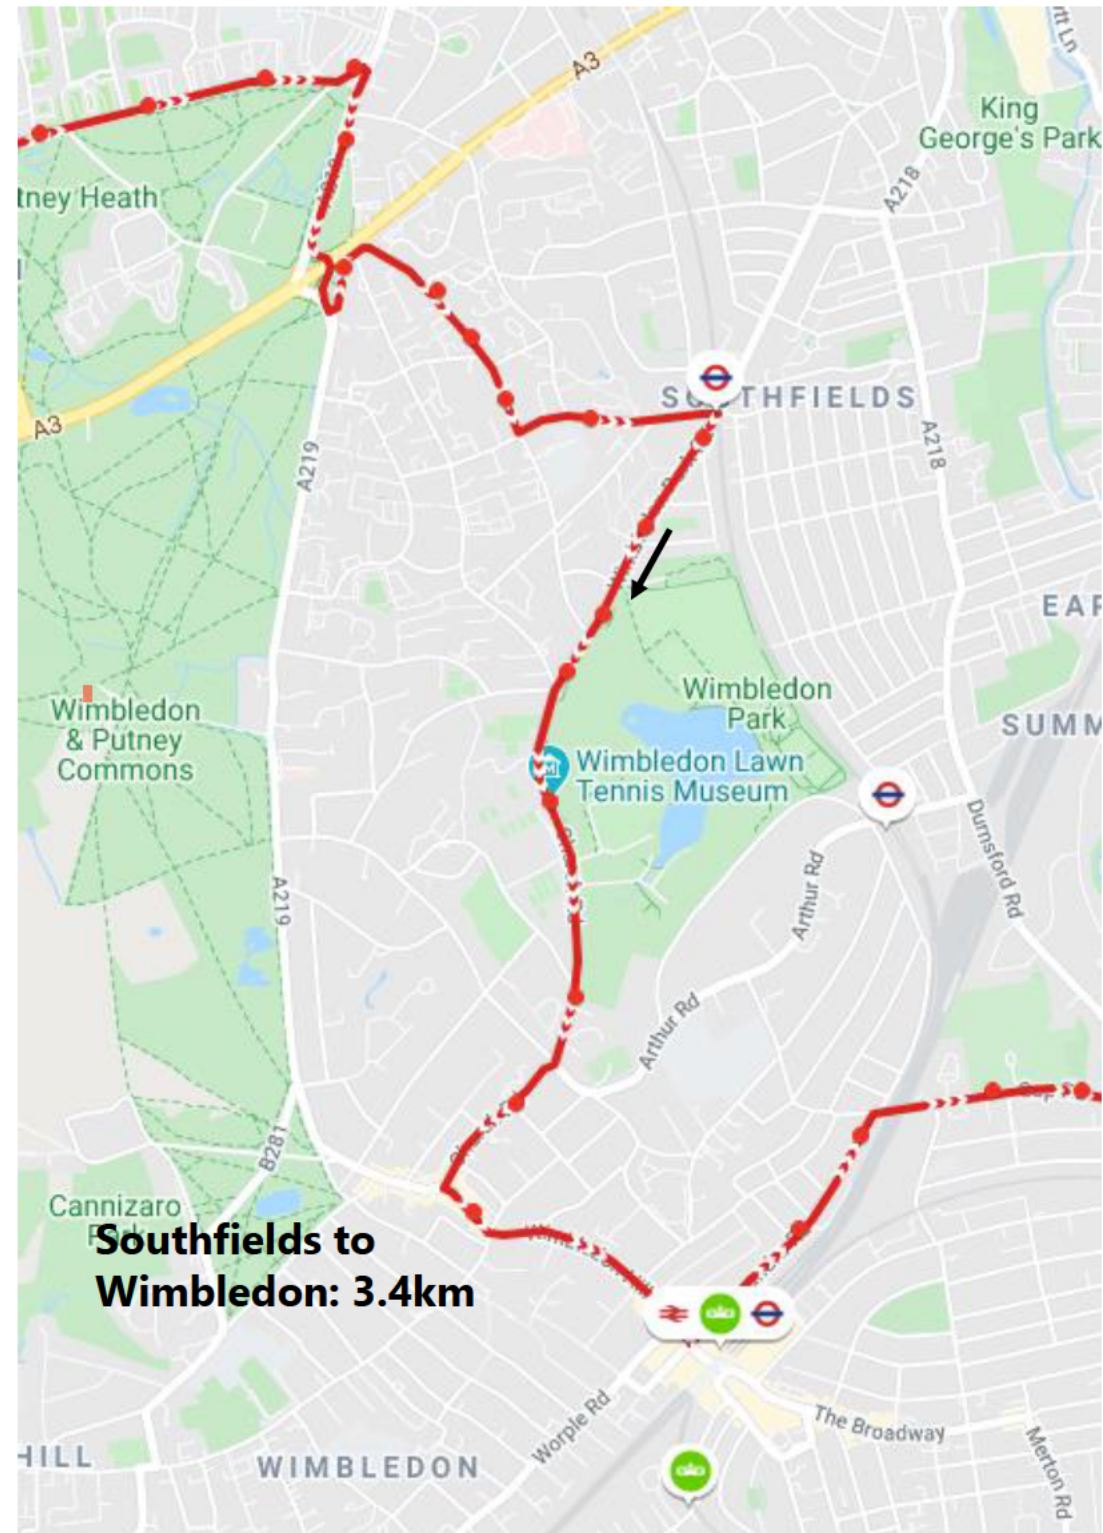 A3
King
George's Park
A218
tney Heath
SOUTHFIELDS
A3
A219
A218
EAR
Wimbledon
Park
Wimbledon
& Putney
Commons
SUMM
Wimbledon Lawn
Tennis Museum
Durnsford Rd
Arthur Rd
A219
Arthur Rd
B281
Cannizaro
Park
Southfields to
Wimbledon: 3.4km
HILL
WIMBLEDON
Worple Rd
The Broadway
Merton Rd